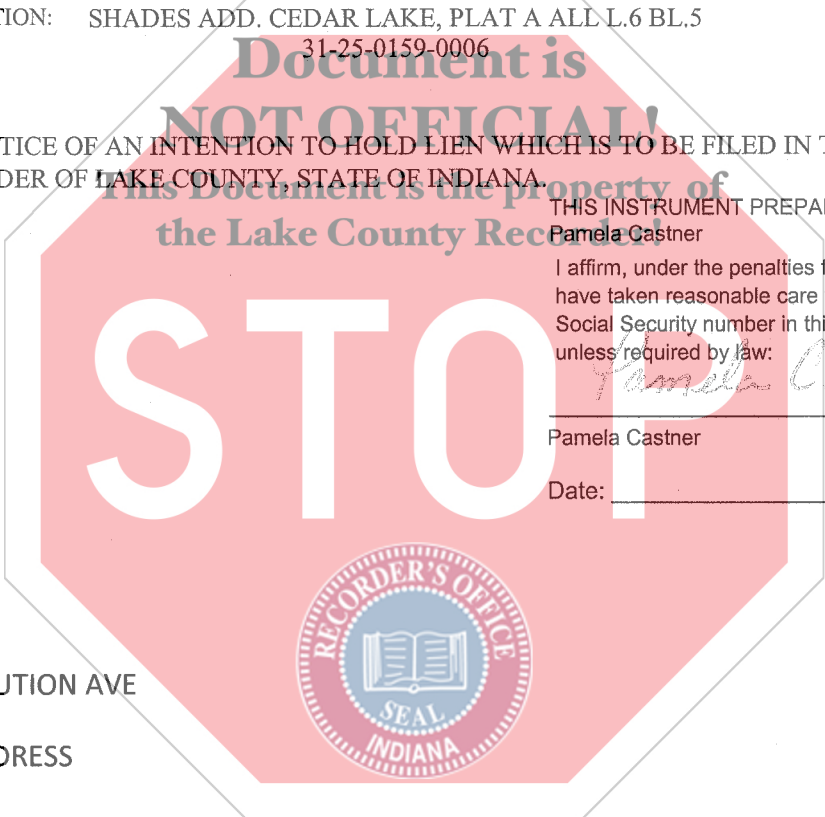 TION: SHADES ADD. CEDAR LAKE, PLAT A ALL L.6 BL.5
31-25-0159-0006
Document is
NOT OFFICIAL!
TICE OF AN INTENTION TO HOLD LIEN WHICH IS TO BE FILED IN T
DER OF LAKE COUNTY, STATE OF INDIANA.
This Document is the property of
the Lake County Recorder!
THIS INSTRUMENT PREPA
Pamela Castner
I affirm, under the penalties f
have taken reasonable care
Social Security number in thi
unless required by law:
Pamela C
Pamela Castner
Date:
STOP
RECORDER'S OFFICE
SEAL
INDIANA
UTION AVE
DRESS